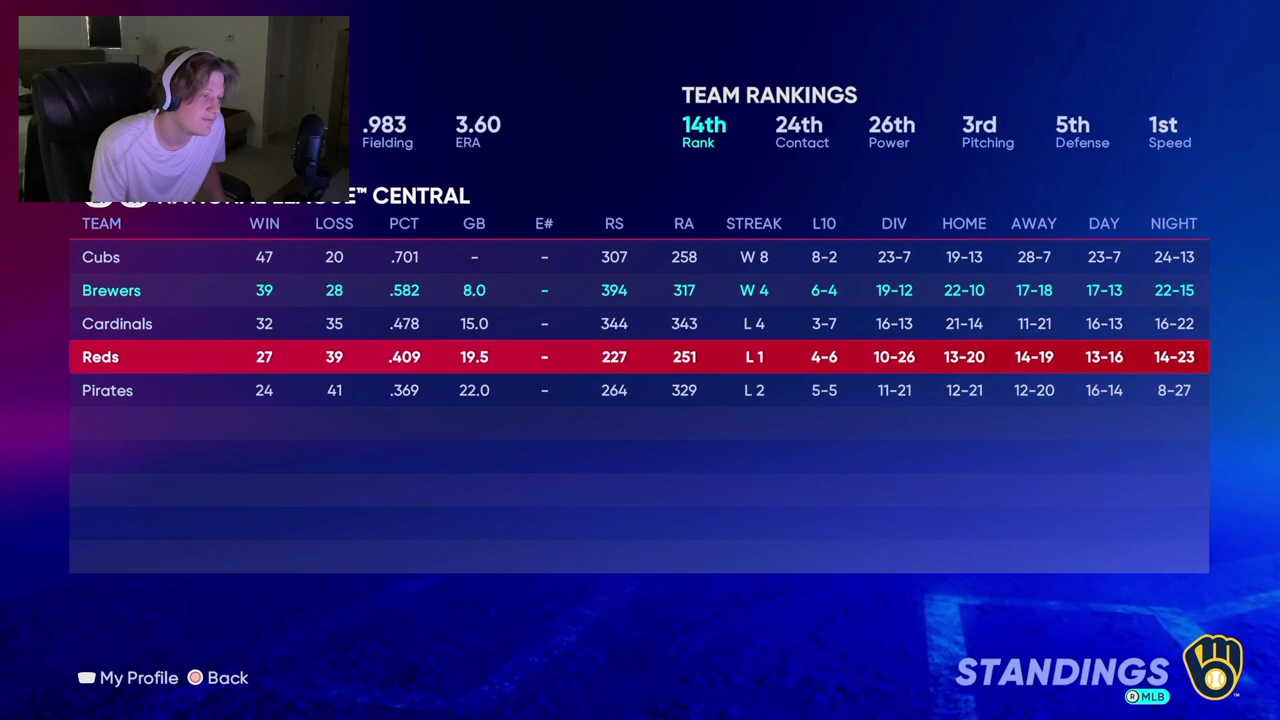 TEAM RANKINGS
.983 3.60 14th 24th 26th 3rd 5th 1st
Fielding ERA Rank Contact Power Pitching Defense Speed
NATIONAL LEAGUE™ CENTRAL
TEAM WIN LOSS PCT GB E# RS RA STREAK L10 DIV HOME AWAY DAY NIGHT
Cubs 47 20 .701 - - 307 258 W 8 8-2 23-7 19-13 28-7 23-7 24-13
Brewers 39 28 .582 8.0 - 394 317 W 4 6-4 19-12 22-10 17-18 17-13 22-15
Cardinals 32 35 .478 15.0 - 344 343 L 4 3-7 16-13 21-14 11-21 16-13 16-22
Reds 27 39 .409 19.5 - 227 251 L 1 4-6 10-26 13-20 14-19 13-16 14-23
Pirates 24 41 .369 22.0 - 264 329 L 2 5-5 11-21 12-21 12-20 16-14 8-27
My Profile Back
STANDINGS
R MLB